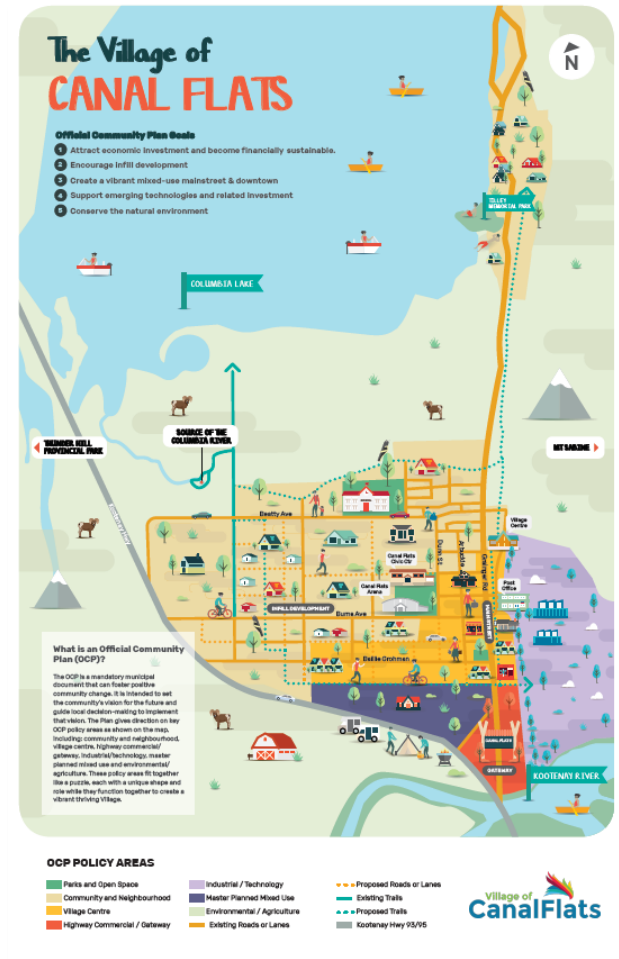 The Village of
CANAL FLATS
N
Official Community Plan Goals
1 Attract economic investment and become financially sustainable.
2 Encourage infill development
3 Create a vibrant mixed-use mainstreet & downtown
4 Support emerging technologies and related investment
5 Conserve the natural environment
TILLEY
MEMORIAL PARK
COLUMBIA LAKE
SOURCE OF THE
COLUMBIA RIVER
THUNDER HILL
PROVINCIAL PARK
MT SABINE
Beatty Ave
Village
Centre
Canal Flats
Civic Ctr
Dunn St
Grainger Rd
Canal Flats
Arena
Post
Office
INFILL DEVELOPMENT
Burns Ave
MAINSTREET
Baillie Grohman
What is an Official Community
Plan (OCP)?
The OCP is a mandatory municipal
document that can foster positive
community change. It is intended to set
the community's vision for the future and
guide local decision-making to implement
that vision. The Plan gives direction on key
OCP policy areas as shown on the map,
including: community and neighbourhood,
village centre, highway commercial/
gateway, industrial/technology, master
planned mixed use and environmental/
agriculture. These policy areas fit together
like a puzzle, each with a unique shape and
role while they function together to create a
vibrant thriving Village.
CANAL FLATS
GATEWAY
KOOTENAY RIVER
OCP POLICY AREAS
Parks and Open Space
Community and Neighbourhood
Village Centre
Highway Commercial / Gateway
Industrial / Technology
Master Planned Mixed Use
Environmental / Agriculture
Existing Roads or Lanes
Proposed Roads or Lanes
Existing Trails
Proposed Trails
Kootenay Hwy 93/95
Village of
CanalFlats